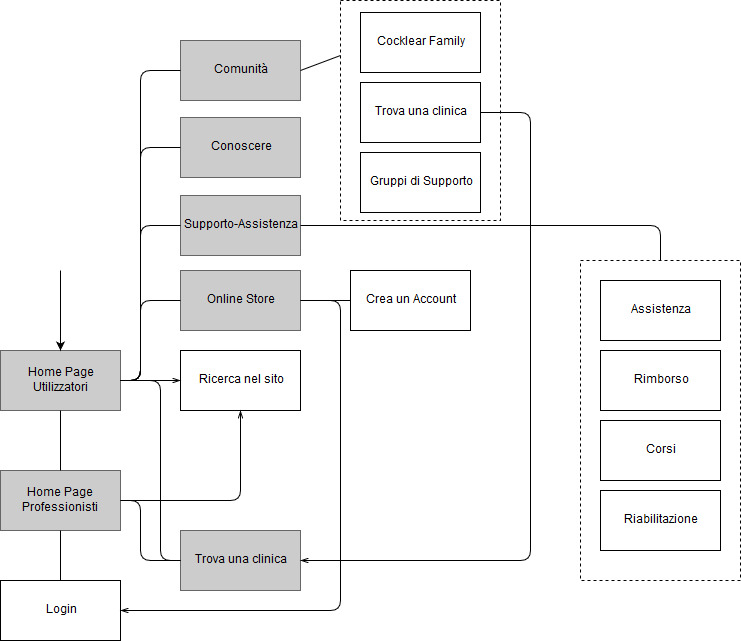 Cocklear Family
Comunità
Trova una clinica
Conoscere
Gruppi di Supporto
Supporto-Assistenza
Online Store
Crea un Account
Assistenza
Home Page
Utilizzatori
Ricerca nel sito
Rimborso
Corsi
Home Page
Professionisti
Riabilitazione
Trova una clinica
Login